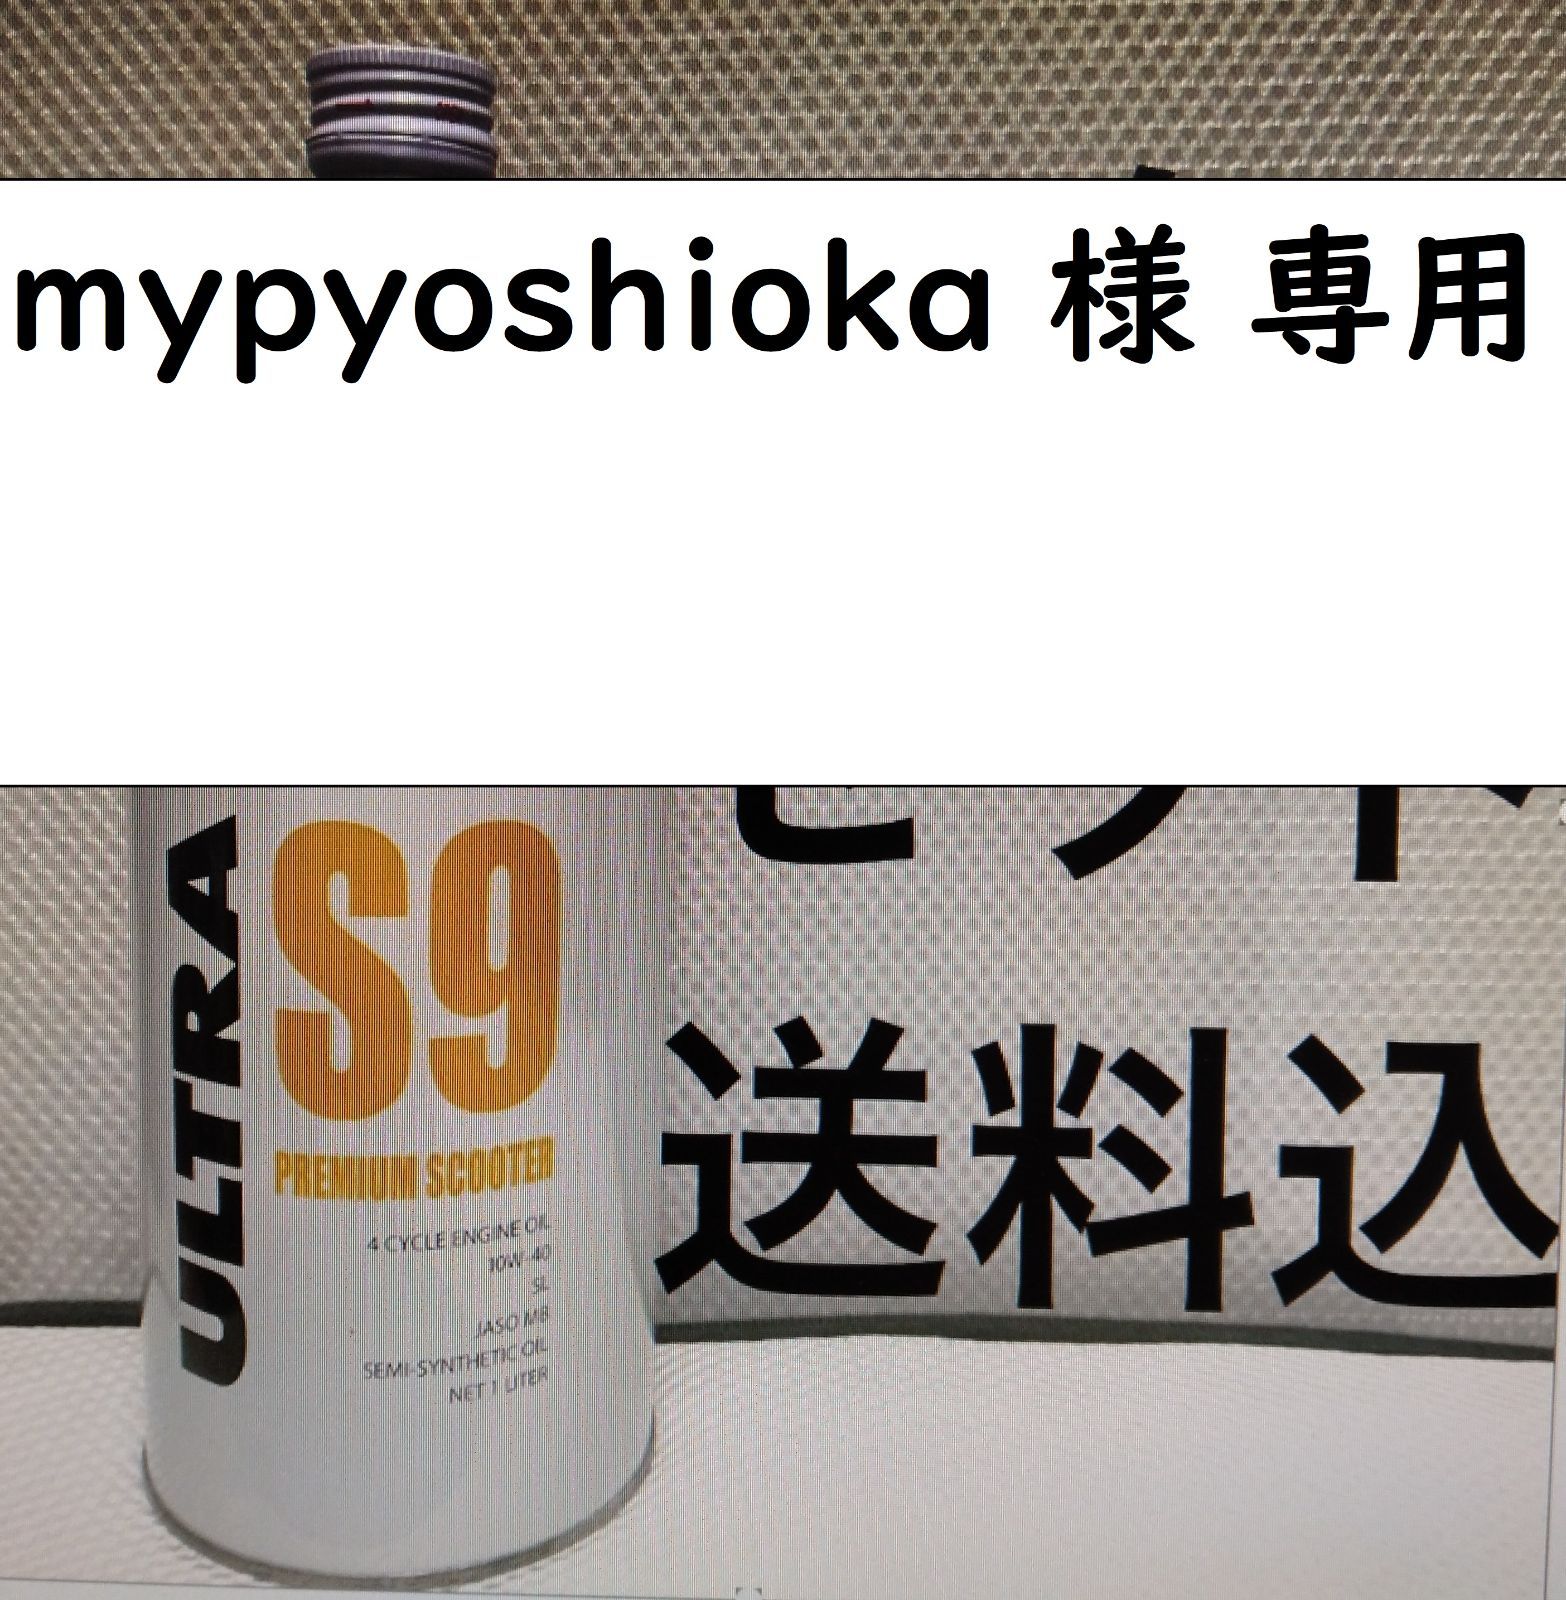 mypyoshioka 様 専用
ULTRA
S9
PREMIUM SCOOTER
4 CYCLE ENGINE OIL
10W-40
SL
JASO MB
SEMI-SYNTHETIC OIL
NET 1 LITER
送料込